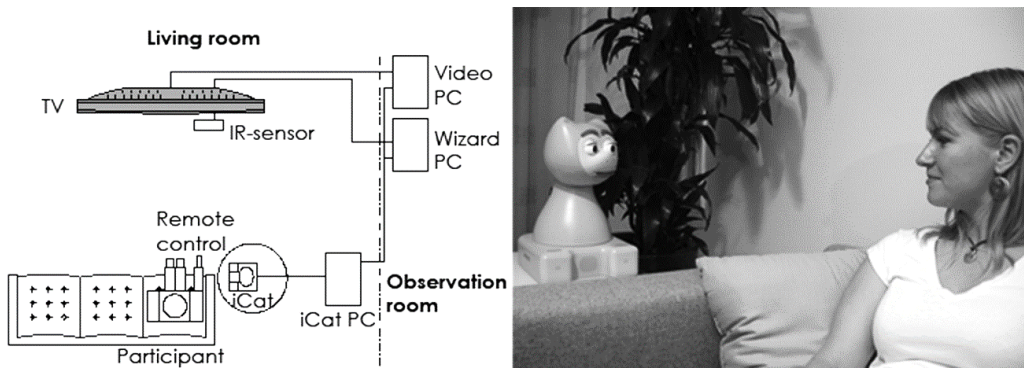 Living room
TV
IR-sensor
Video
PC
Wizard
PC
Remote
control
iCat
iCat PC
Observation
room
Participant